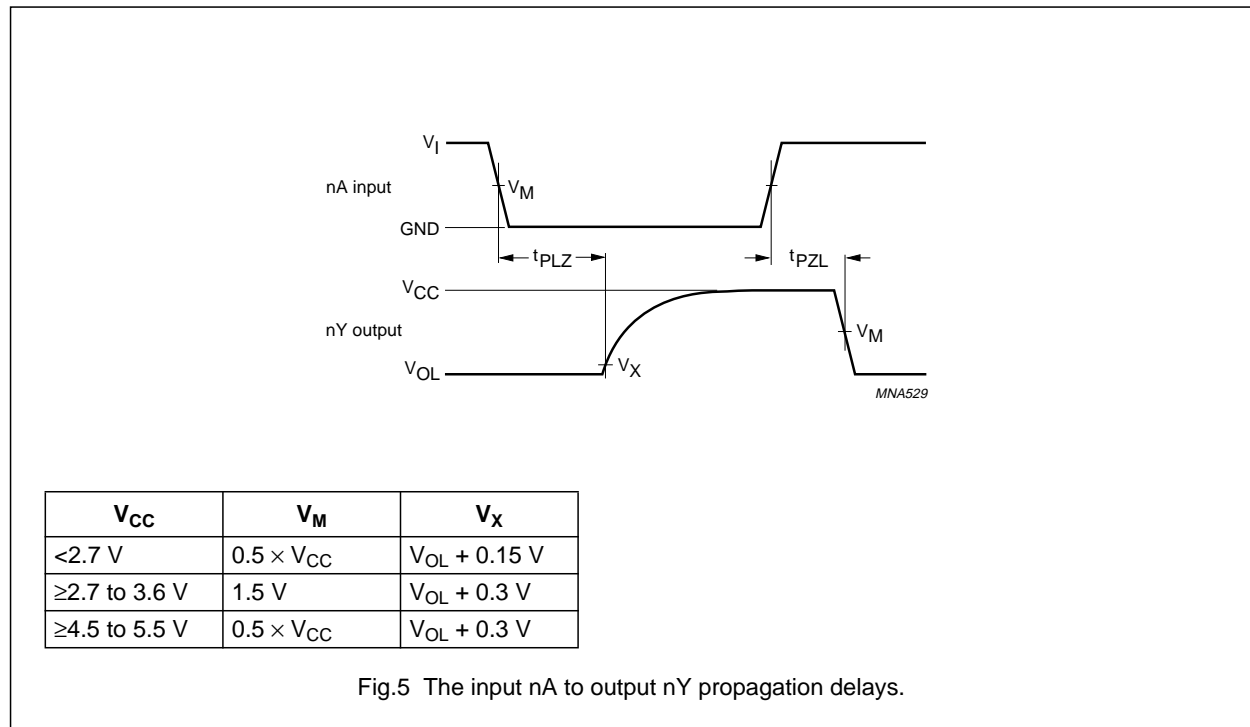 VI
nA input
VM
GND
tPLZ
tPZL
VCC
nY output
VM
VOL
VX
MNA529
VCC VM VX
<2.7 V 0.5 × VCC VOL + 0.15 V
≥2.7 to 3.6 V 1.5 V VOL + 0.3 V
≥4.5 to 5.5 V 0.5 × VCC VOL + 0.3 V
Fig.5 The input nA to output nY propagation delays.